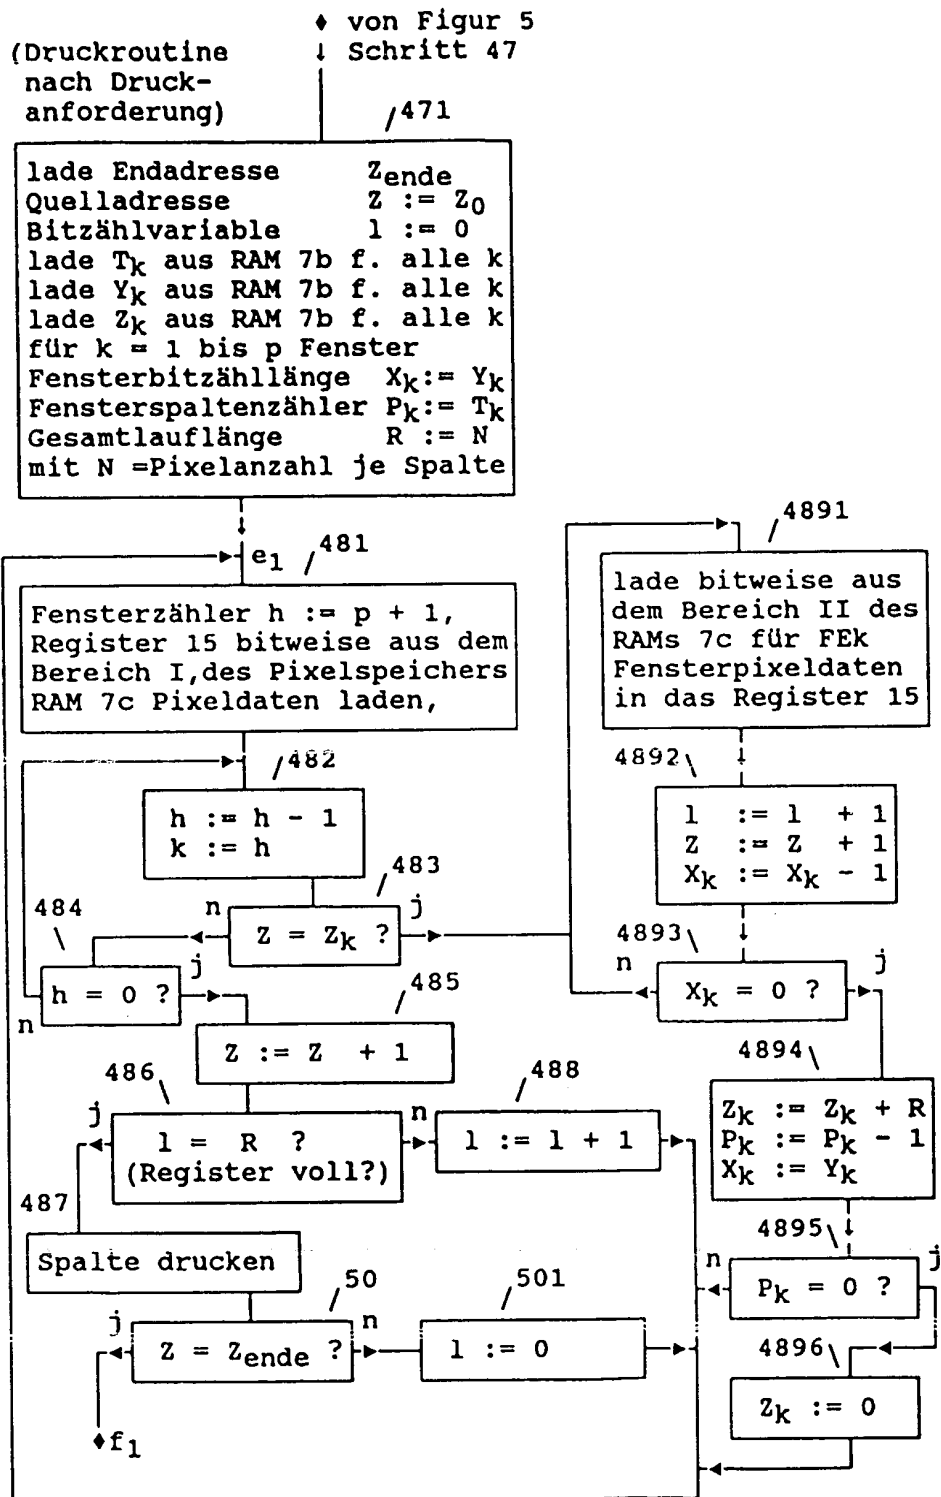 von Figur 5
(Druckroutine Schritt 47
nach Druck-
anforderung)
471
lade Endadresse Zende
Quelladresse Z := Z0
Bitzählvariable l := 0
lade Tk aus RAM 7b f. alle k
lade Yk aus RAM 7b f. alle k
lade Zk aus RAM 7b f. alle k
für k = 1 bis p Fenster
Fensterbitzähllänge Xk:= Yk
Fensterspaltenzähler Pk:= Tk
Gesamtlauflänge R := N
mit N =Pixelanzahl je Spalte
e1
481
Fensterzähler h := p + 1,
Register 15 bitweise aus dem
Bereich I,des Pixelspeichers
RAM 7c Pixeldaten laden,
482
h := h - 1
k := h
483
n
Z = Zk ?
j
484
h = 0 ?
j
n
485
Z := Z + 1
486
j
l = R ?
(Register voll?)
n
488
l := l + 1
487
Spalte drucken
50
j
Z = Zende ?
n
501
l := 0
f1
4891
lade bitweise aus
dem Bereich II des
RAMs 7c für FEk
Fensterpixeldaten
in das Register 15
4892
l := l + 1
Z := Z + 1
Xk := Xk - 1
4893
n
Xk = 0 ?
j
4894
Zk := Zk + R
Pk := Pk - 1
Xk := Yk
4895
n
Pk = 0 ?
j
4896
Zk := 0